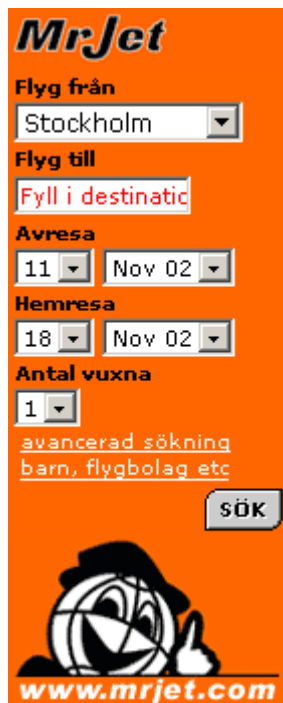 MrJet
Flyg från
Stockholm
Flyg till
Fyll i destinatic
Avresa
11 Nov 02
Hemresa
18 Nov 02
Antal vuxna
1
avancerad sökning
barn, flygbolag etc
SÖK
www.mrjet.com